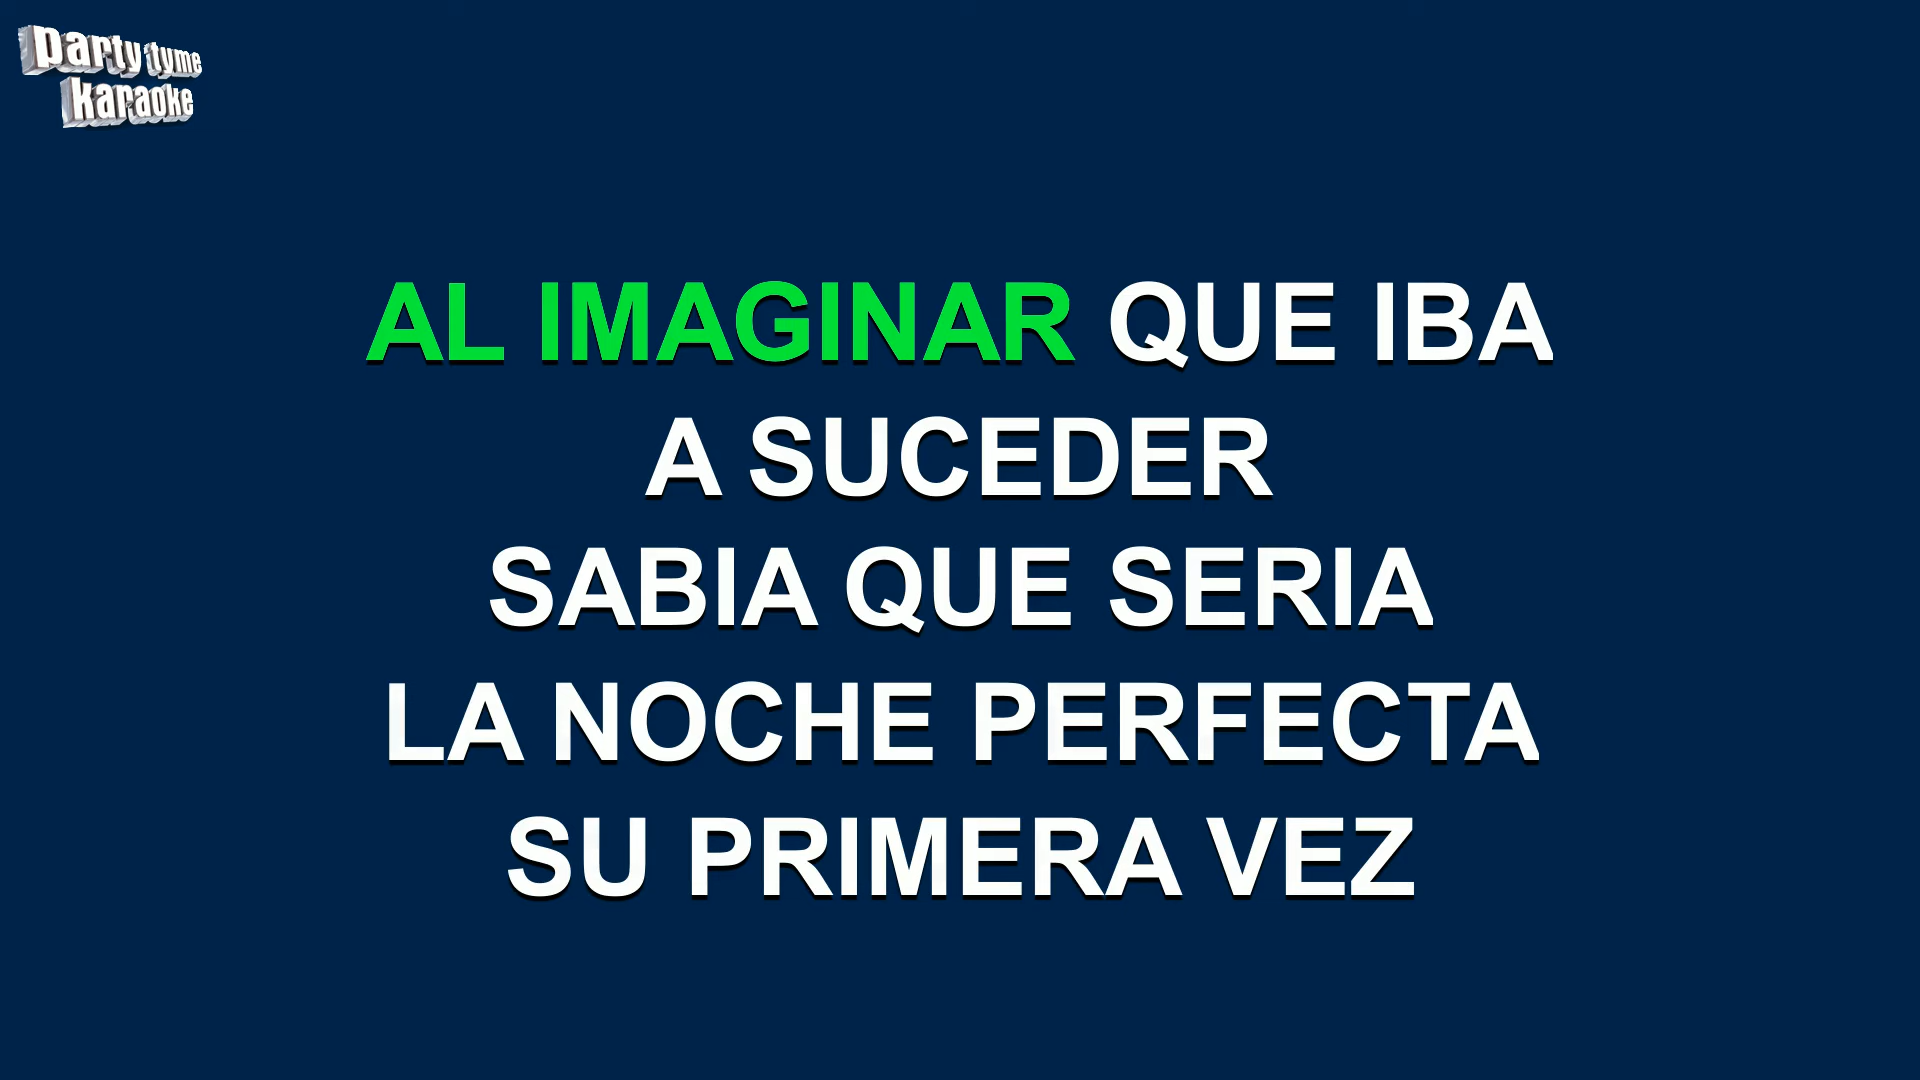 party tyme
karaoke
AL IMAGINAR QUE IBA
A SUCEDER
SABIA QUE SERIA
LA NOCHE PERFECTA
SU PRIMERA VEZ